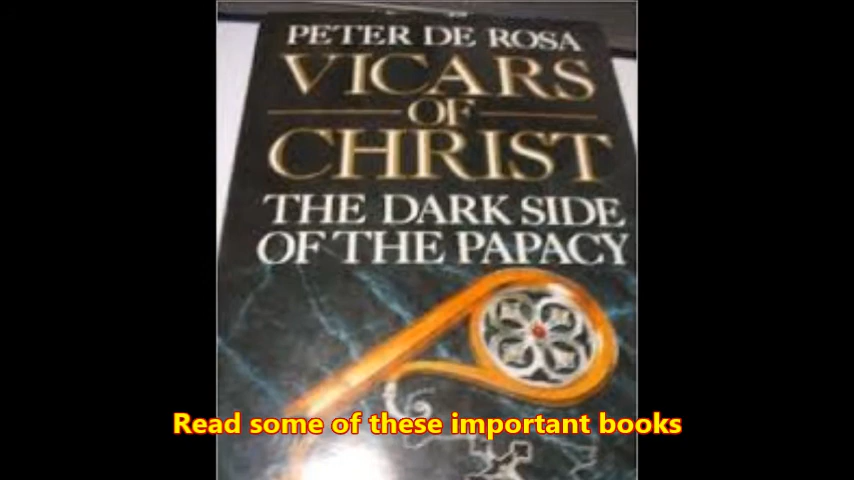 PETER DE ROSA
VICARS
OF
CHRIST
THE DARK SIDE
OF THE PAPACY
Read some of these important books